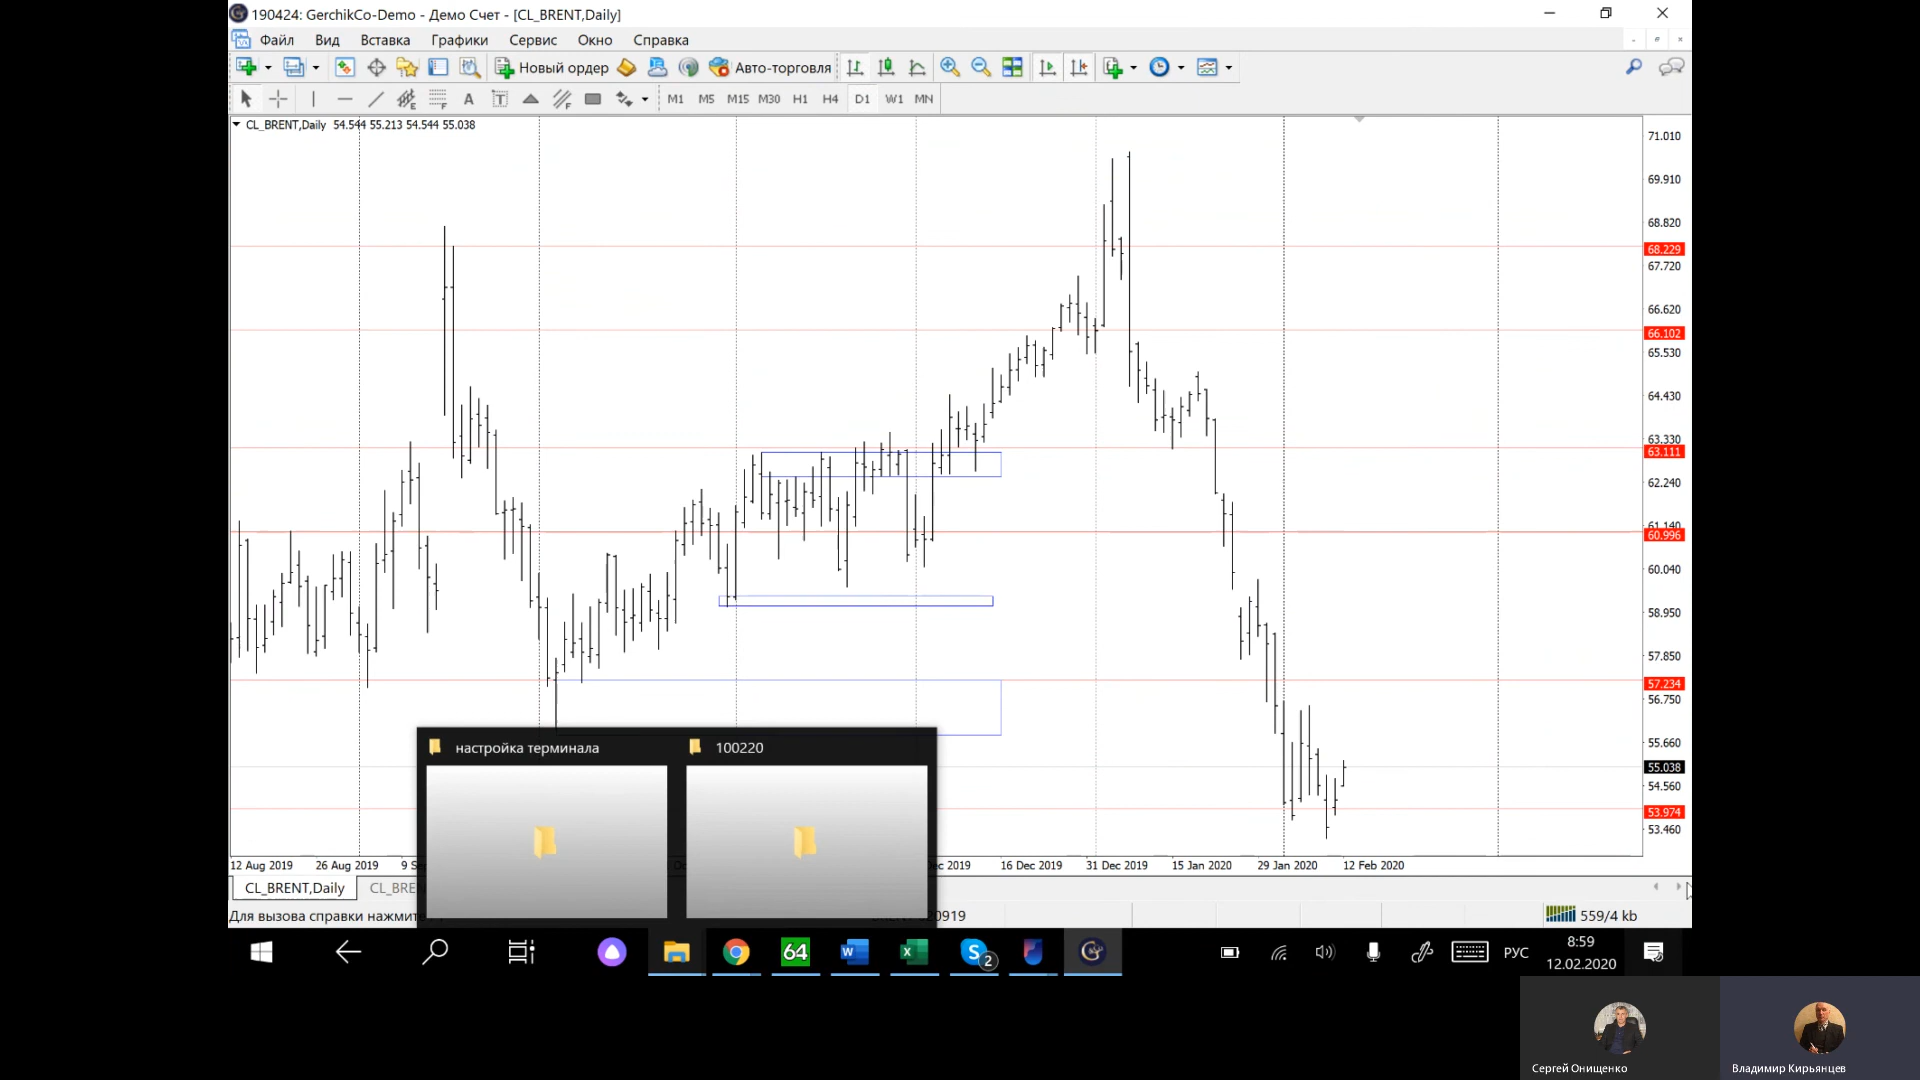 190424: GerchikCo-Demo - Демо Счет - [CL_BRENT,Daily]
Файл Вид Вставка Графики Сервис Окно Справка
Новый ордер Авто-торговля
A T M1 M5 M15 M30 H1 H4 D1 W1 MN
CL_BRENT,Daily 54.544 55.213 54.544 55.038
71.010
69.910
68.820
68.229
67.720
66.620
66.102
65.530
64.430
63.330
63.111
62.240
61.140
60.996
60.040
58.950
57.850
57.234
56.750
55.660
55.038
54.560
53.974
53.460
настройка терминала 100220
12 Aug 2019 26 Aug 2019 9 Dec 2019 16 Dec 2019 31 Dec 2019 15 Jan 2020 29 Jan 2020 12 Feb 2020
CL_BRENT,Daily CL_BRE
Для вызова справки нажмит 20919 559/4 kb
64 W X S 2 РУС 8:59
12.02.2020
Сергей Онищенко Владимир Кирьянцев